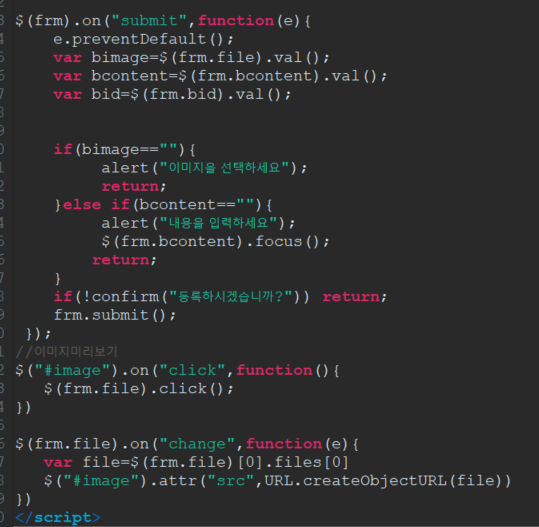 $(frm).on("submit",function(e){
e.preventDefault();
var bimage=$(frm.file).val();
var bcontent=$(frm.bcontent).val();
var bid=$(frm.bid).val();
if(bimage==""){
alert("이미지을 선택하세요");
return;
}else if(bcontent==""){
alert("내용을 입력하세요");
$(frm.bcontent).focus();
return;
}
if(!confirm("등록하시겠습니까?")) return;
frm.submit();
});
//이미지미리보기
$("#image").on("click",function(){
$(frm.file).click();
})
$(frm.file).on("change",function(e){
var file=$(frm.file)[0].files[0]
$("#image").attr("src",URL.createObjectURL(file))
})
</script>